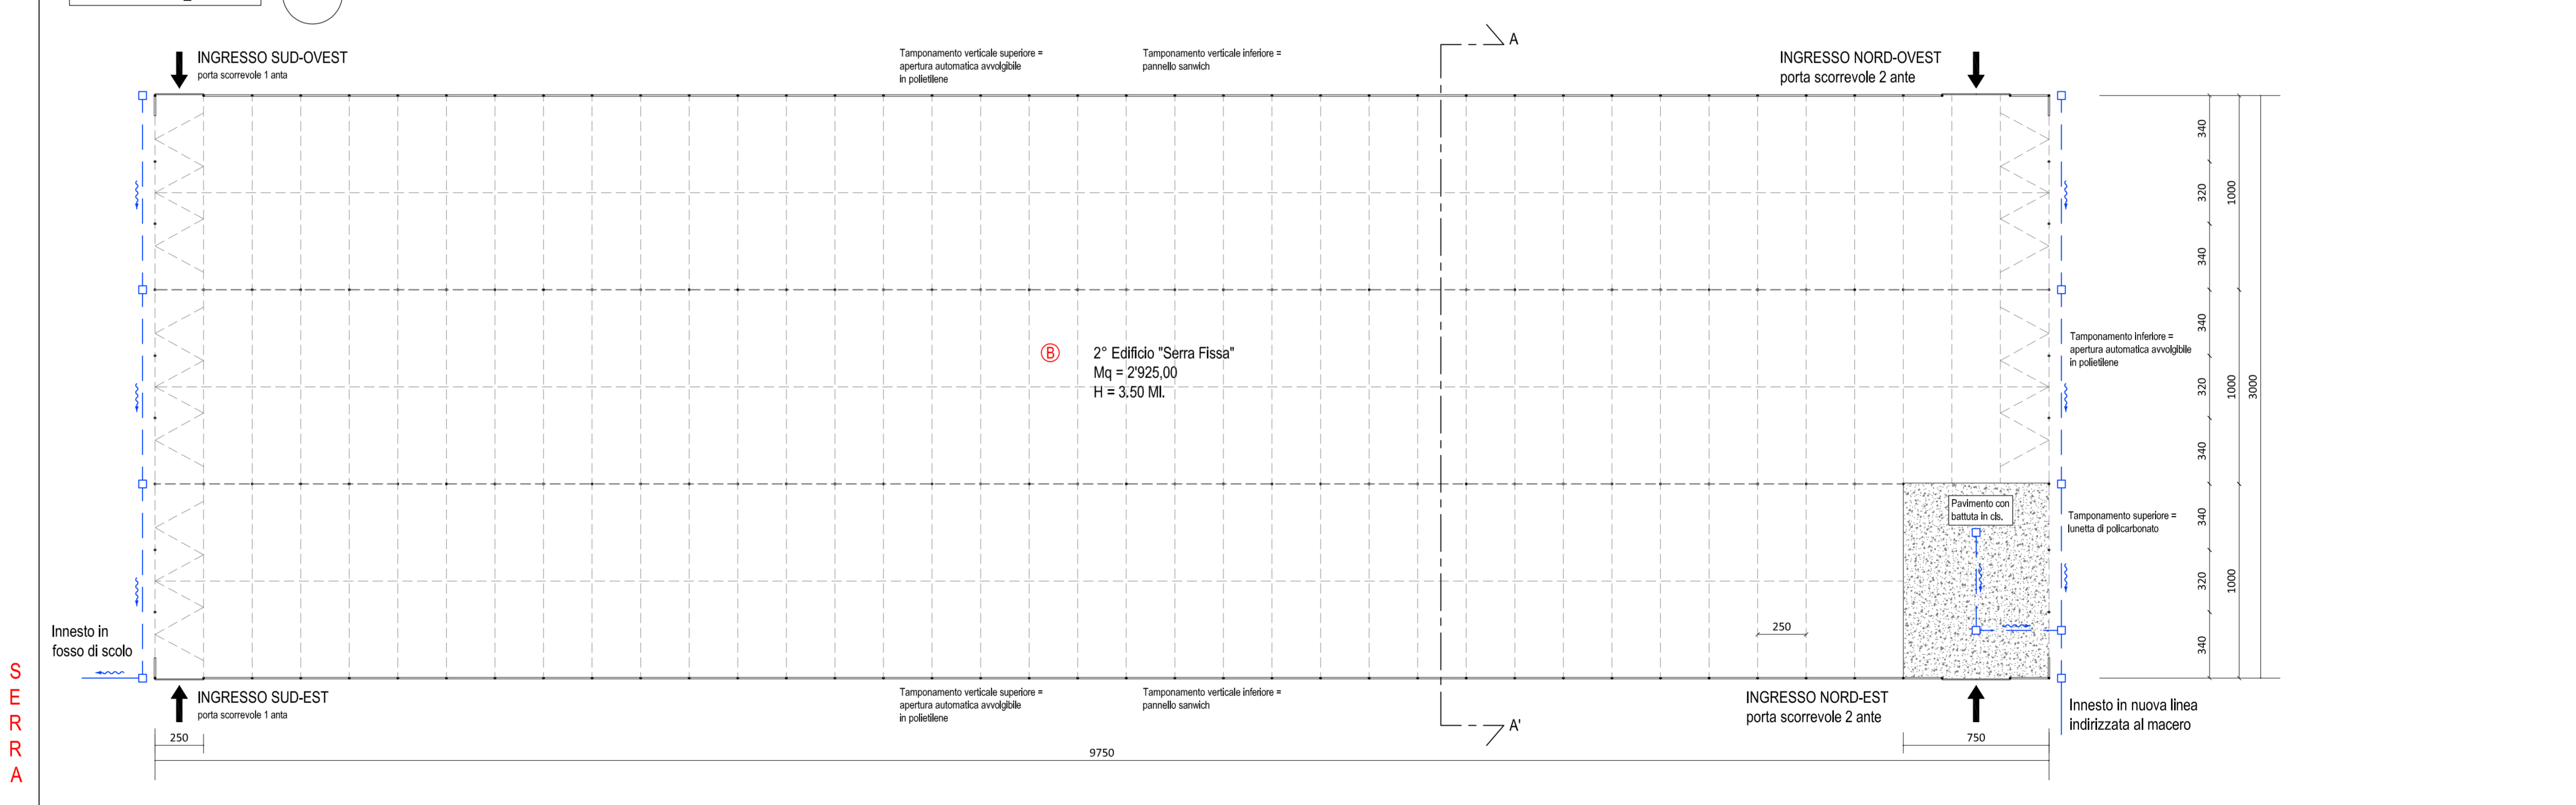 INGRESSO SUD-OVEST
porta scorrevole 1 anta
Tamponamento verticale superiore =
apertura automatica avvolgibile
in polietilene
Tamponamento verticale inferiore =
pannello sanwich
A
INGRESSO NORD-OVEST
porta scorrevole 2 ante
340
320
340
1000
340
320
340
1000
3000
340
320
340
1000
B
2° Edificio "Serra Fissa"
Mq = 2'925,00
H = 3.50 Ml.
Tamponamento inferiore =
apertura automatica avvolgibile
in polietilene
Pavimento con
battuta in cls.
Tamponamento superiore =
lunetta di policarbonato
250
Innesto in
fosso di scolo
S
E
R
R
A
INGRESSO SUD-EST
porta scorrevole 1 anta
Tamponamento verticale superiore =
apertura automatica avvolgibile
in polietilene
Tamponamento verticale inferiore =
pannello sanwich
A'
INGRESSO NORD-EST
porta scorrevole 2 ante
Innesto in nuova linea
indirizzata al macero
250
9750
750